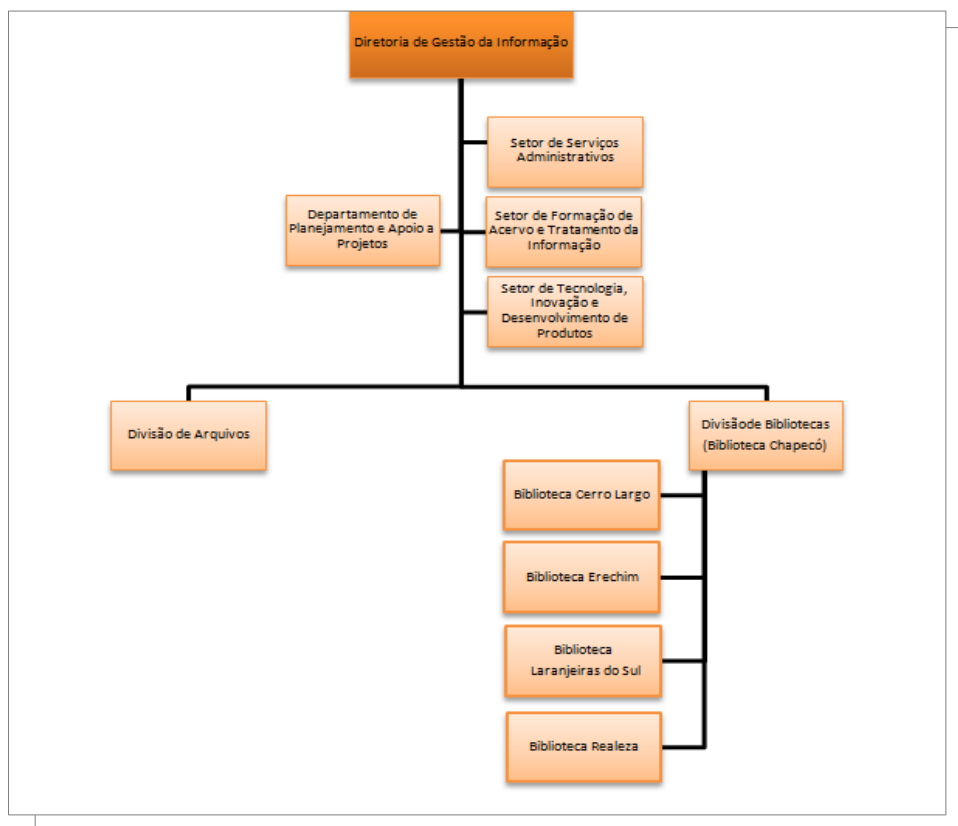 Diretoria de Gestão da Informação
Setor de Serviços
Administrativos
Departamento de
Planejamento e Apoio a
Projetos
Setor de Formação de
Acervo e Tratamento da
Informação
Setor de Tecnologia,
Inovação e
Desenvolvimento de
Produtos
Divisão de Arquivos
Divisãode Bibliotecas
(Biblioteca Chapecó)
Biblioteca Cerro Largo
Biblioteca Erechim
Biblioteca
Laranjeiras do Sul
Biblioteca Realeza